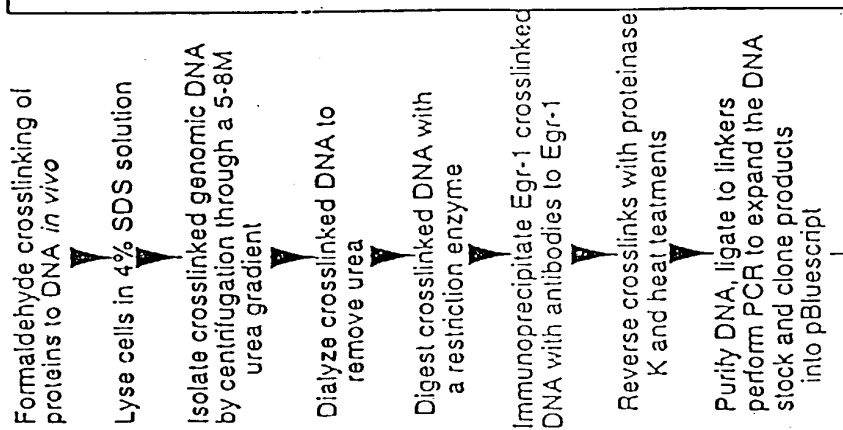 Formaldehyde crosslinking of
proteins to DNA in vivo
Lyse cells in 4% SDS solution
Isolate crosslinked genomic DNA
by centrifugation through a 5-8M
urea gradient
Dialyze crosslinked DNA to
remove urea
Digest crosslinked DNA with
a restriction enzyme
Immunoprecipitate Egr-1 crosslinked
DNA with antibodies to Egr-1
Reverse crosslinks with proteinase
K and heat teatments
Purify DNA, ligate to linkers
perform PCR to expand the DNA
stock and clone products
into pBluescript